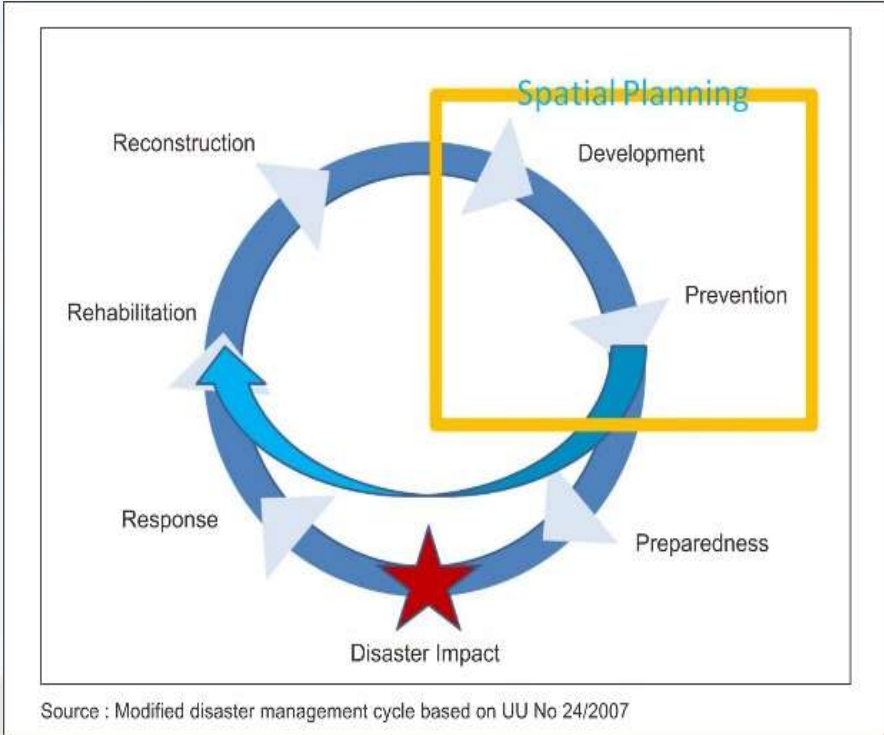 Spatial Planning
Reconstruction
Development
Rehabilitation
Prevention
Response
Preparedness
Disaster Impact
Source : Modified disaster management cycle based on UU No 24/2007